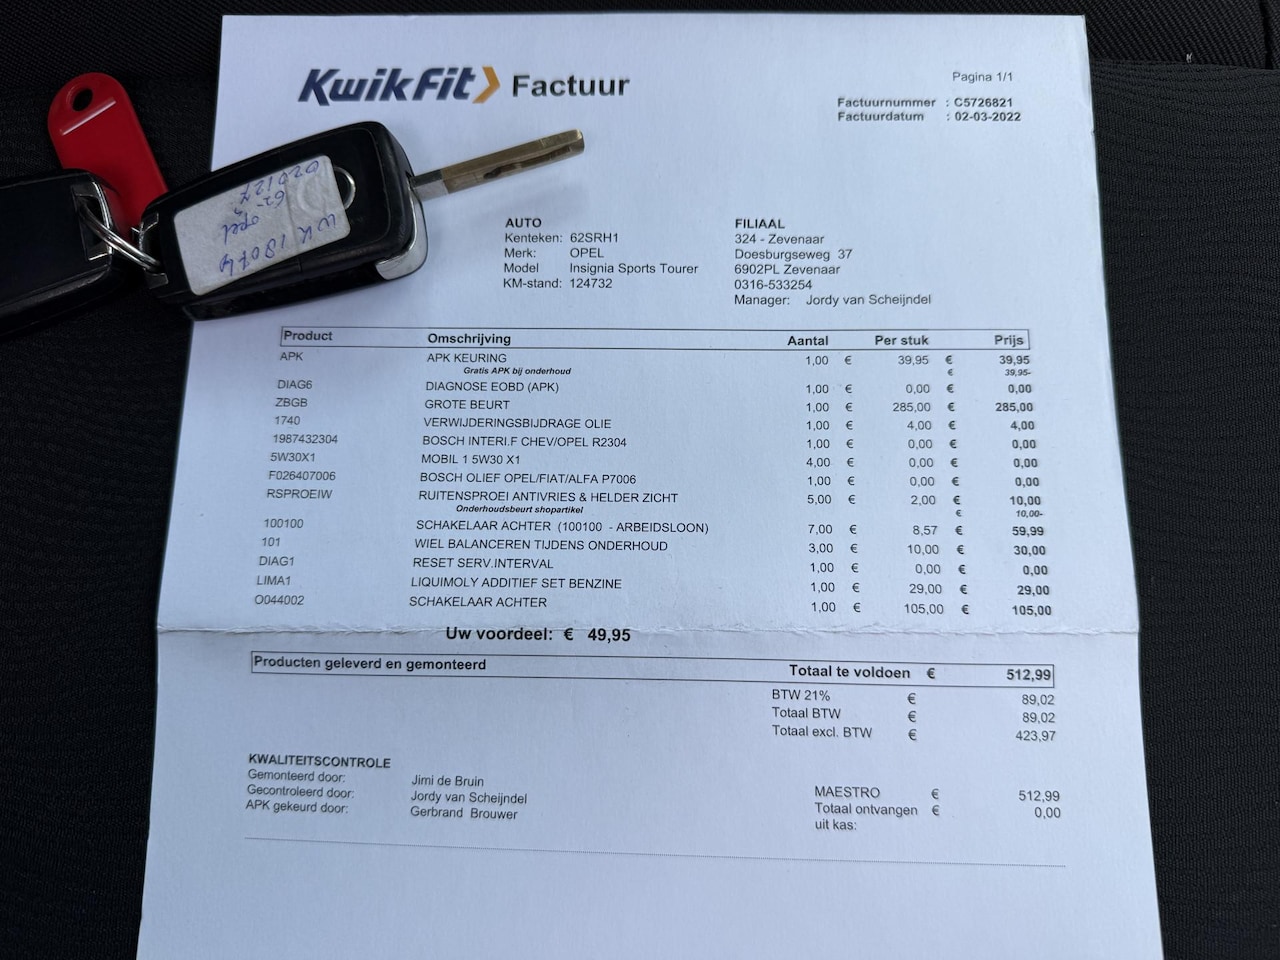 KwikFit Factuur
Pagina 1/1
Factuurnummer : C5726821
Factuurdatum : 02-03-2022
020127
62-
opel
WK18074
AUTO
Kenteken: 62SRH1
Merk: OPEL
Model Insignia Sports Tourer
KM-stand: 124732
FILIAAL
324 - Zevenaar
Doesburgseweg 37
6902PL Zevenaar
0316-533254
Manager: Jordy van Scheijndel
Product Omschrijving Aantal Per stuk Prijs
APK APK KEURING 1,00 € 39,95 € 39,95
Gratis APK bij onderhoud € 39,95-
DIAG6 DIAGNOSE EOBD (APK) 1,00 € 0,00 € 0,00
ZBGB GROTE BEURT 1,00 € 285,00 € 285,00
1740 VERWIJDERINGSBIJDRAGE OLIE 1,00 € 4,00 € 4,00
1987432304 BOSCH INTERI.F CHEV/OPEL R2304 1,00 € 0,00 € 0,00
5W30X1 MOBIL 1 5W30 X1 4,00 € 0,00 € 0,00
F026407006 BOSCH OLIEF OPEL/FIAT/ALFA P7006 1,00 € 0,00 € 0,00
RSPROEIW RUITENSPROEI ANTIVRIES & HELDER ZICHT 5,00 € 2,00 € 10,00
Onderhoudsbeurt shopartikel € 10,00-
100100 SCHAKELAAR ACHTER (100100 - ARBEIDSLOON) 7,00 € 8,57 € 59,99
101 WIEL BALANCEREN TIJDENS ONDERHOUD 3,00 € 10,00 € 30,00
DIAG1 RESET SERV.INTERVAL 1,00 € 0,00 € 0,00
LIMA1 LIQUIMOLY ADDITIEF SET BENZINE 1,00 € 29,00 € 29,00
O044002 SCHAKELAAR ACHTER 1,00 € 105,00 € 105,00
Uw voordeel: € 49,95
Producten geleverd en gemonteerd Totaal te voldoen € 512,99
BTW 21% € 89,02
Totaal BTW € 89,02
Totaal excl. BTW € 423,97
KWALITEITSCONTROLE
Gemonteerd door: Jimi de Bruin
Gecontroleerd door: Jordy van Scheijndel
APK gekeurd door: Gerbrand Brouwer
MAESTRO € 512,99
Totaal ontvangen € 0,00
uit kas: